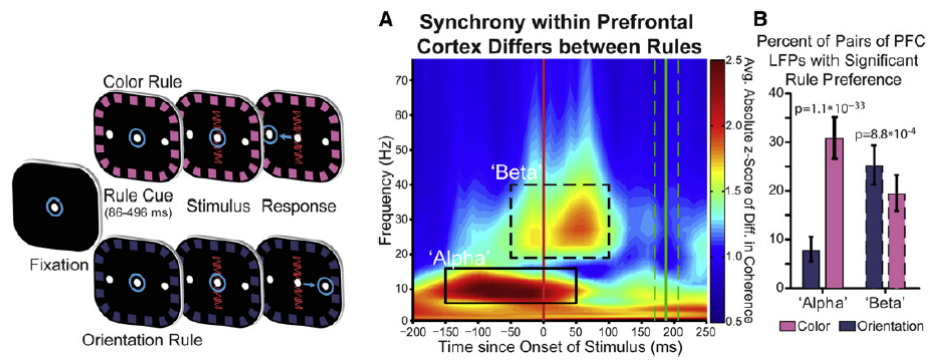 Color Rule
Rule Cue
(86-496 ms)
Stimulus
Response
Fixation
Orientation Rule
A
Synchrony within Prefrontal
Cortex Differs between Rules
Frequency (Hz)
70
60
50
40
30
20
10
0
'Beta'
'Alpha'
-200
-150
-100
-50
0
50
100
150
200
250
Time since Onset of Stimulus (ms)
2.5
2.0
1.5
1.0
0.5
Avg. Absolute z-Score of Diff. in Coherence
B
Percent of Pairs of PFC
LFPs with Significant
Rule Preference
40
30
20
10
0
p=1.1*10⁻³³
p=8.8*10⁻⁴
'Alpha'
'Beta'
Color
Orientation